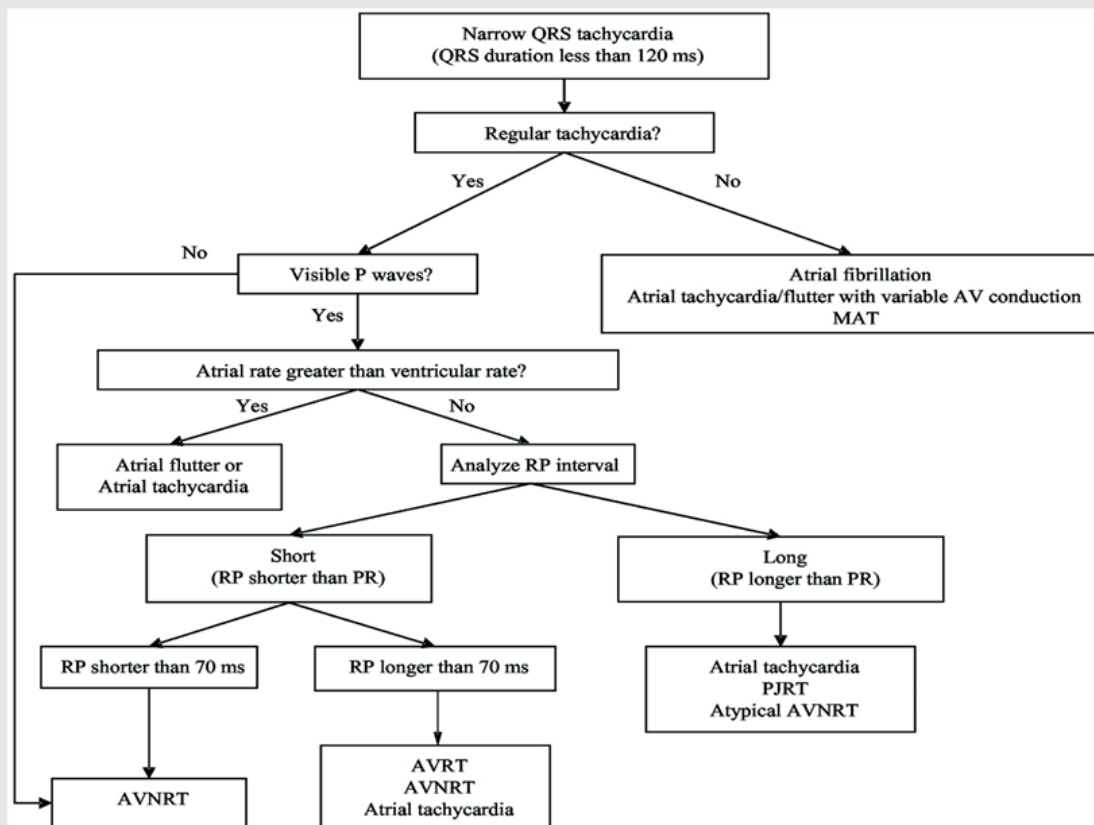 Narrow QRS tachycardia
(QRS duration less than 120 ms)
Regular tachycardia?
Yes
No
No
Visible P waves?
Atrial fibrillation
Atrial tachycardia/flutter with variable AV conduction
MAT
Yes
Atrial rate greater than ventricular rate?
Yes
No
Atrial flutter or
Atrial tachycardia
Analyze RP interval
Short
(RP shorter than PR)
Long
(RP longer than PR)
RP shorter than 70 ms
RP longer than 70 ms
Atrial tachycardia
PJRT
Atypical AVNRT
AVNRT
AVRT
AVNRT
Atrial tachycardia